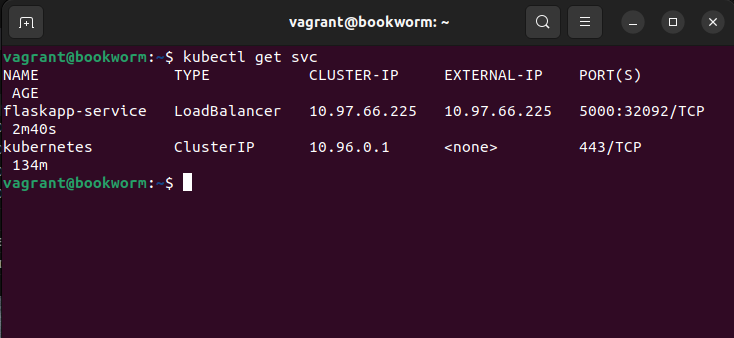 vagrant@bookworm: ~
vagrant@bookworm:~$ kubectl get svc
NAME               TYPE           CLUSTER-IP     EXTERNAL-IP    PORT(S)
 AGE
flaskapp-service   LoadBalancer   10.97.66.225   10.97.66.225   5000:32092/TCP
 2m40s
kubernetes         ClusterIP      10.96.0.1      <none>         443/TCP
 134m
vagrant@bookworm:~$